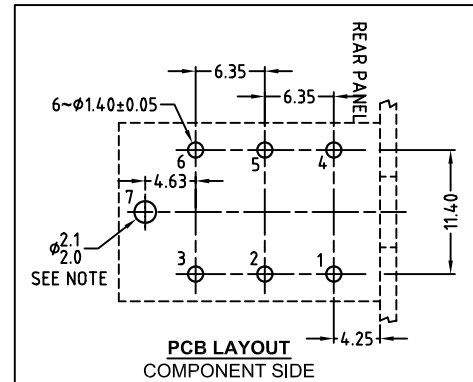 REAR PANEL
6.35
6~Φ1.40±0.05
6.35
6
5
4
4.63
7
11.40
Φ2.1
2.0
SEE NOTE
3
2
1
4.25
PCB LAYOUT
COMPONENT SIDE